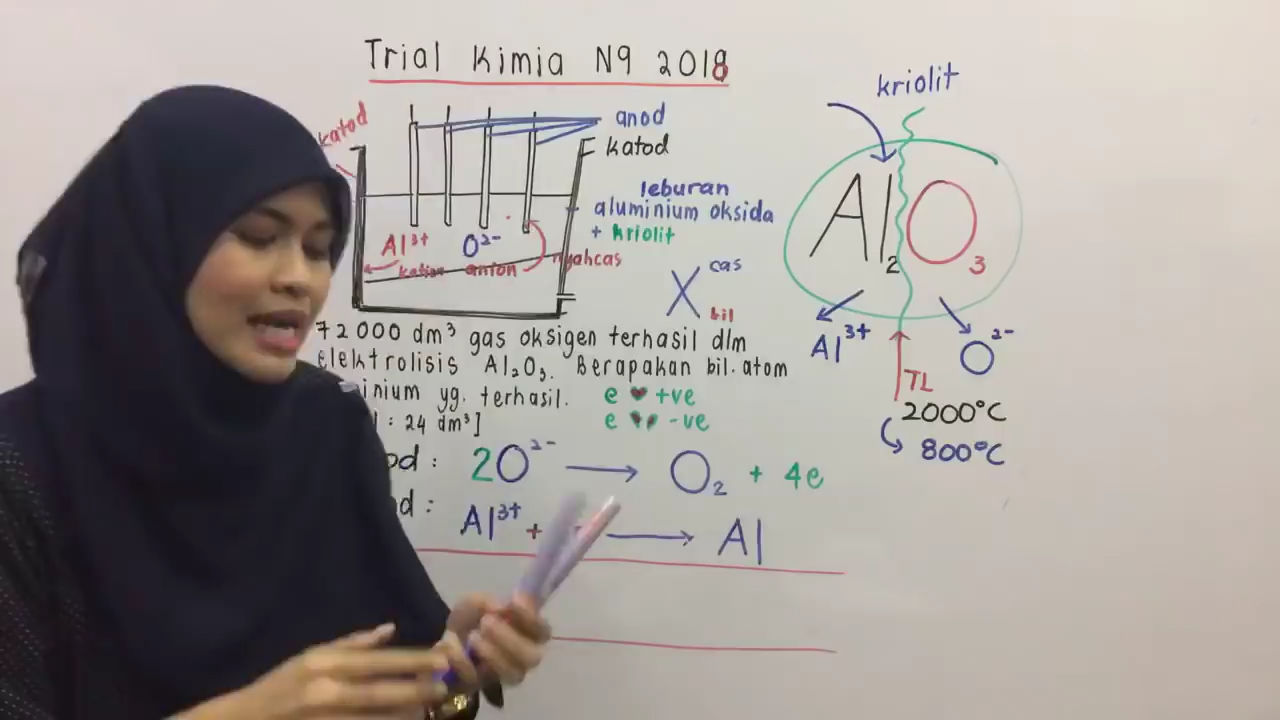 Trial Kimia N9 2018
kriolit
katod
anod
katod
leburan
aluminium oksida
+ kriolit
Al³⁺ O²⁻
kation anion nyahcas
cas
bil
Al₂O₃
Al³⁺ O²⁻
TL
2000°C
800°C
72000 dm³ gas oksigen terhasil dlm
elektrolisis Al₂O₃. Berapakan bil. atom
inium yg. terhasil. e +ve
: 24 dm³] e -ve
od : 2O²⁻ → O₂ + 4e
d : Al³⁺ + → Al